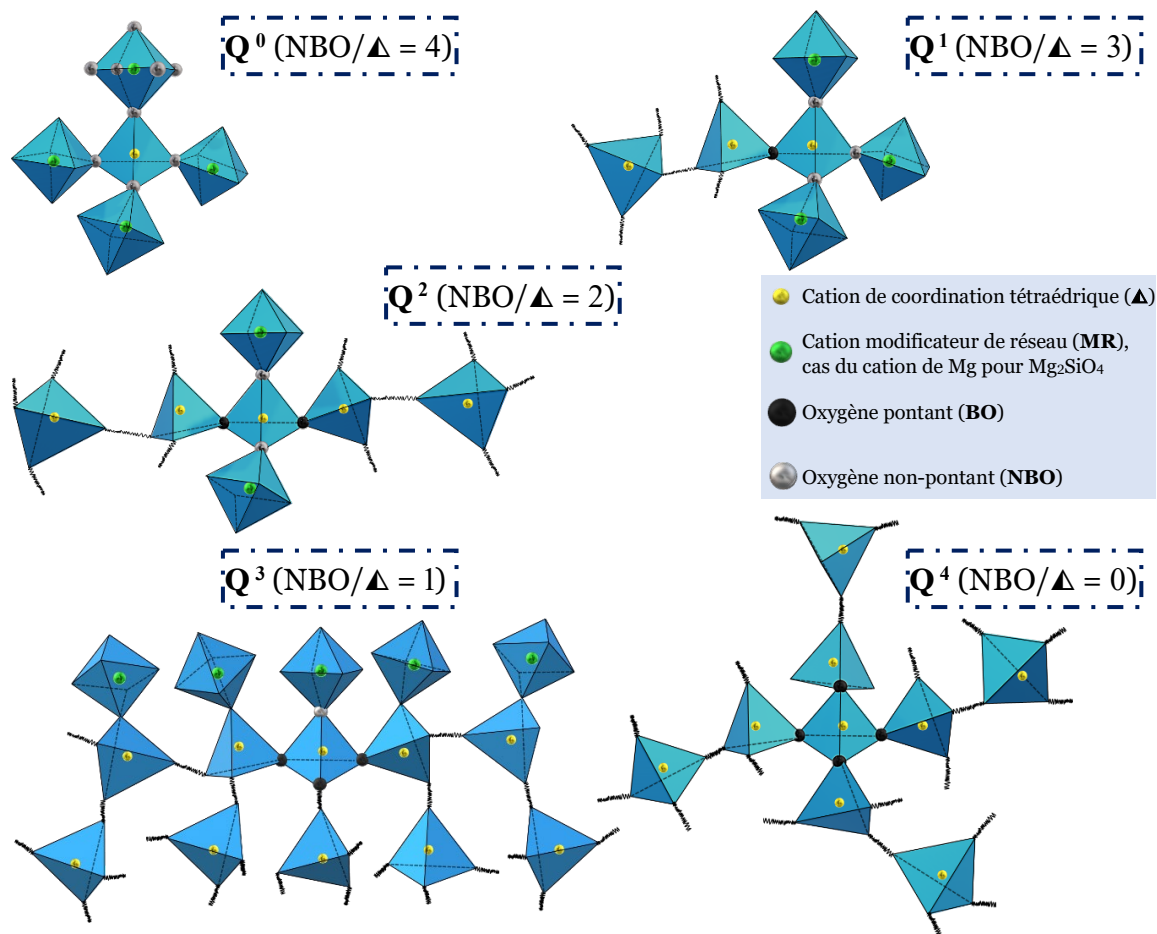 Q⁰ (NBO/◭ = 4)
Q¹ (NBO/◭ = 3)
Q² (NBO/◭ = 2)
Cation de coordination tétraédrique (◭)
Cation modificateur de réseau (MR),
cas du cation de Mg pour Mg₂SiO₄
Oxygène pontant (BO)
Oxygène non-pontant (NBO)
Q³ (NBO/◭ = 1)
Q⁴ (NBO/◭ = 0)